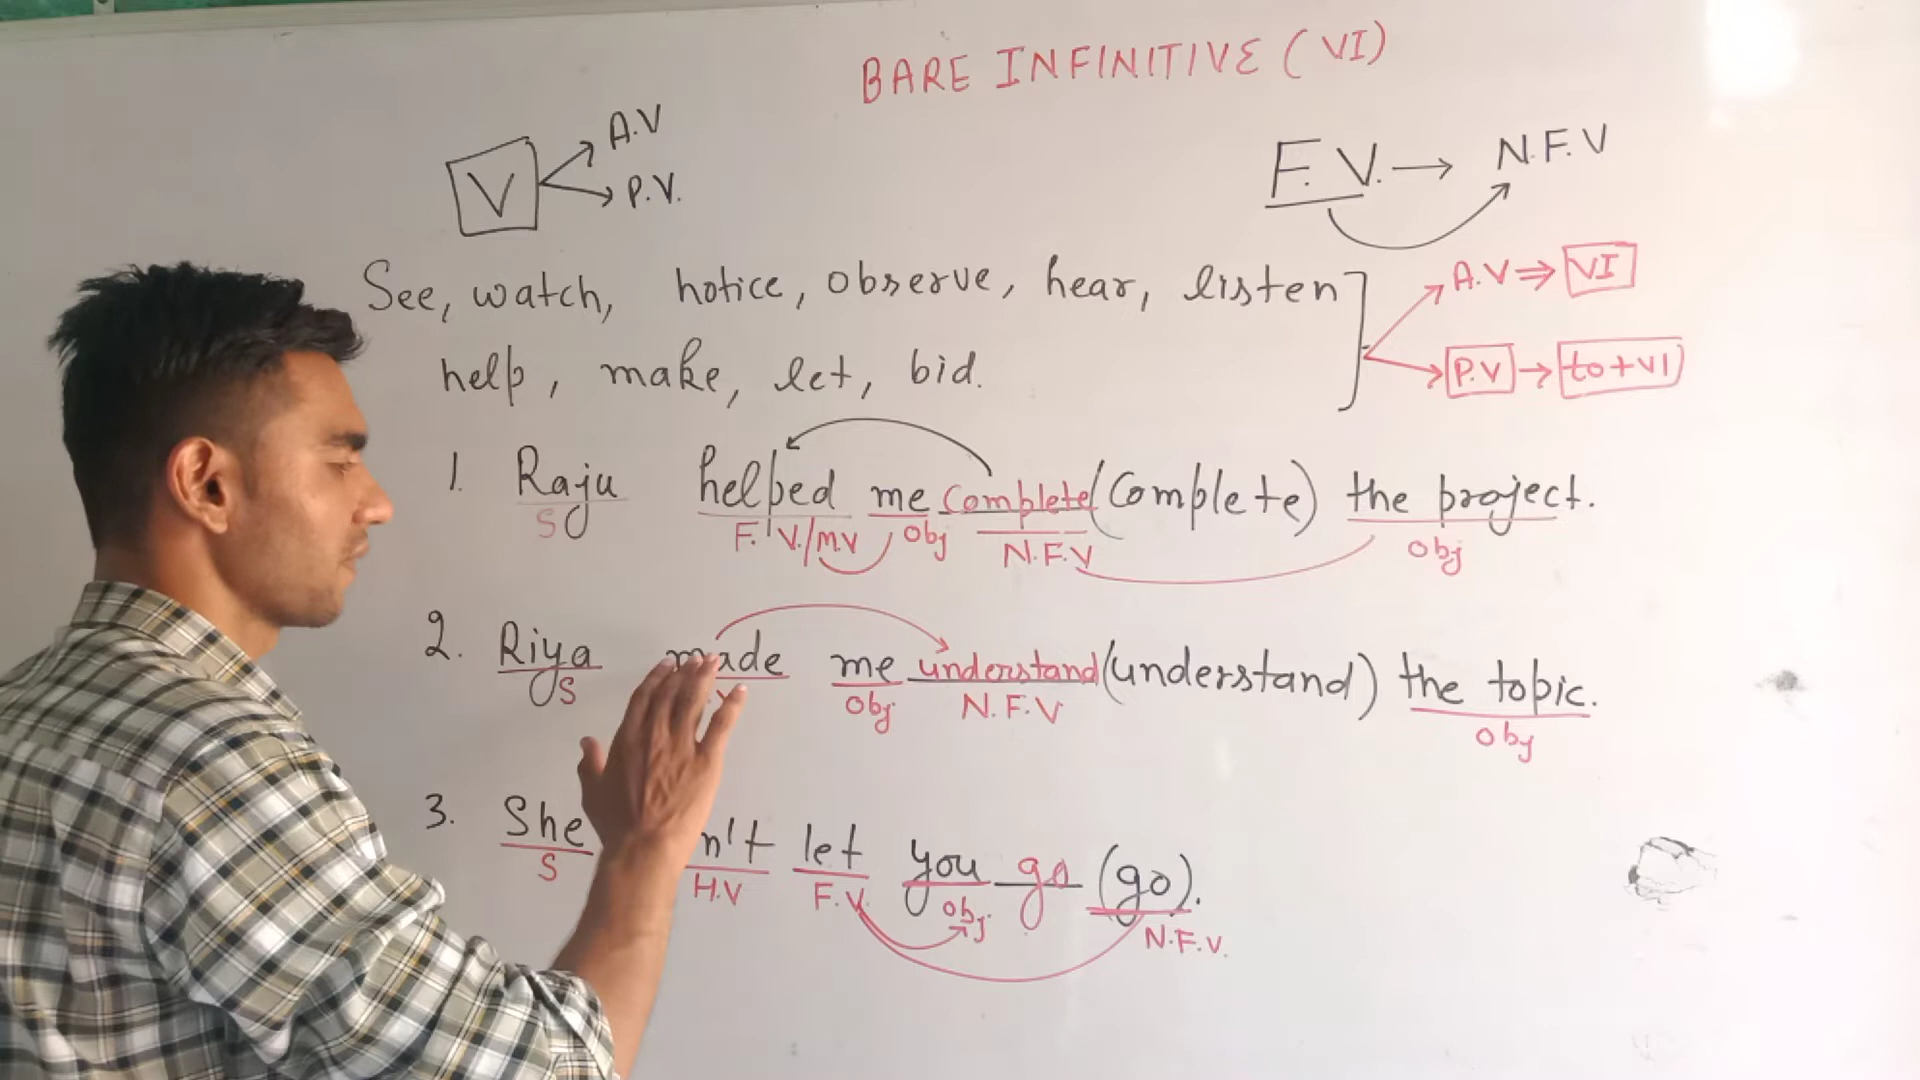 BARE INFINITIVE (VI)
V A.V
P.V.
F.V. → N.F.V
See, watch, notice, observe, hear, listen
help, make, let, bid.
A.V ⇒ VI
P.V → to + VI
1. Raju helped me complete (Complete) the project.
S F.V./M.V Obj N.F.V Obj
2. Riya made me understand (understand) the topic.
S V Obj N.F.V Obj
3. She n't let you go (go).
S H.V F.V. obj. N.F.V.